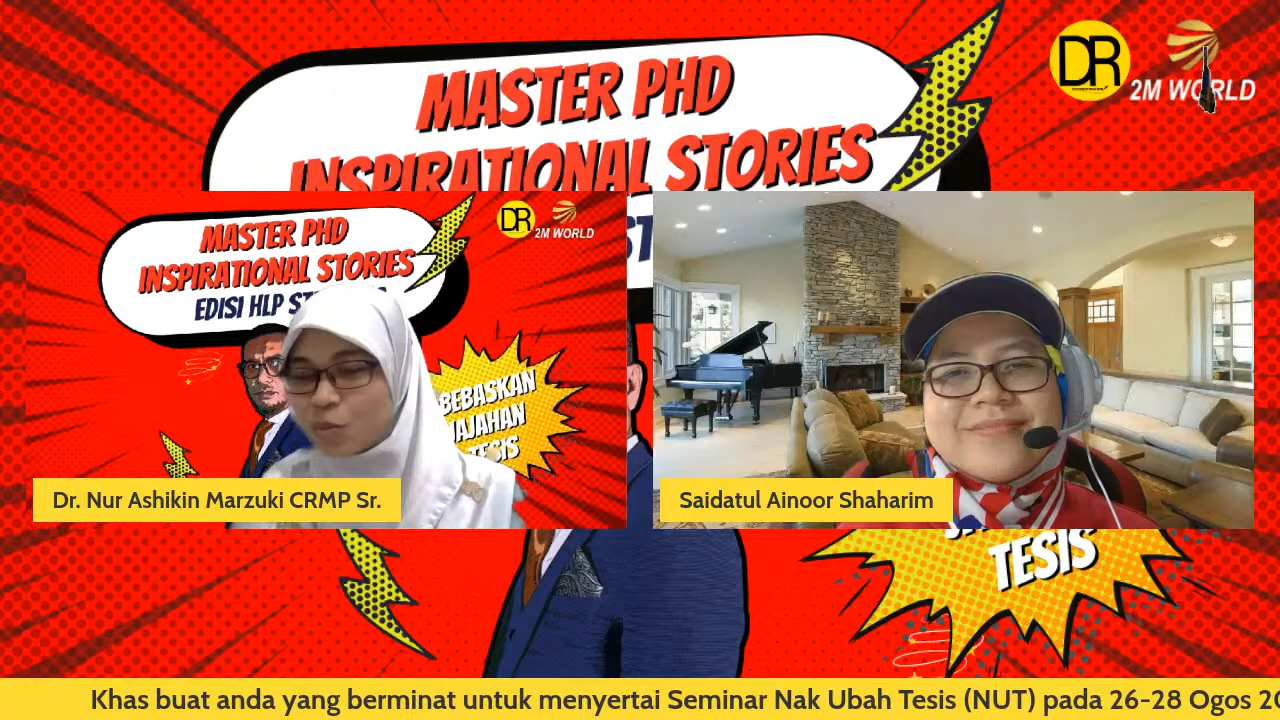 MASTER PHD
INSPIRATIONAL STORIES
DR
2M WORLD
MASTER PHD
INSPIRATIONAL STORIES
EDISI HLP
DR
2M WORLD
BEBASKAN
TESIS
Dr. Nur Ashikin Marzuki CRMP Sr.
Saidatul Ainoor Shaharim
TESIS
Khas buat anda yang berminat untuk menyertai Seminar Nak Ubah Tesis (NUT) pada 26-28 Ogos